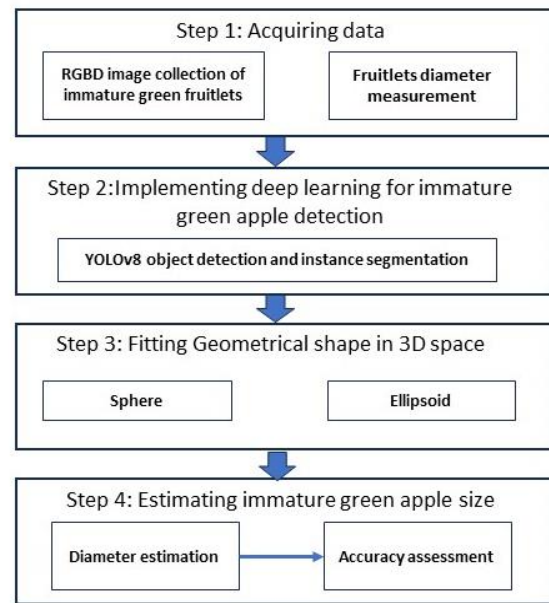 Step 1: Acquiring data
RGBD image collection of
immature green fruitlets
Fruitlets diameter
measurement
Step 2:Implementing deep learning for immature
green apple detection
YOLOv8 object detection and instance segmentation
Step 3: Fitting Geometrical shape in 3D space
Sphere
Ellipsoid
Step 4: Estimating immature green apple size
Diameter estimation
Accuracy assessment